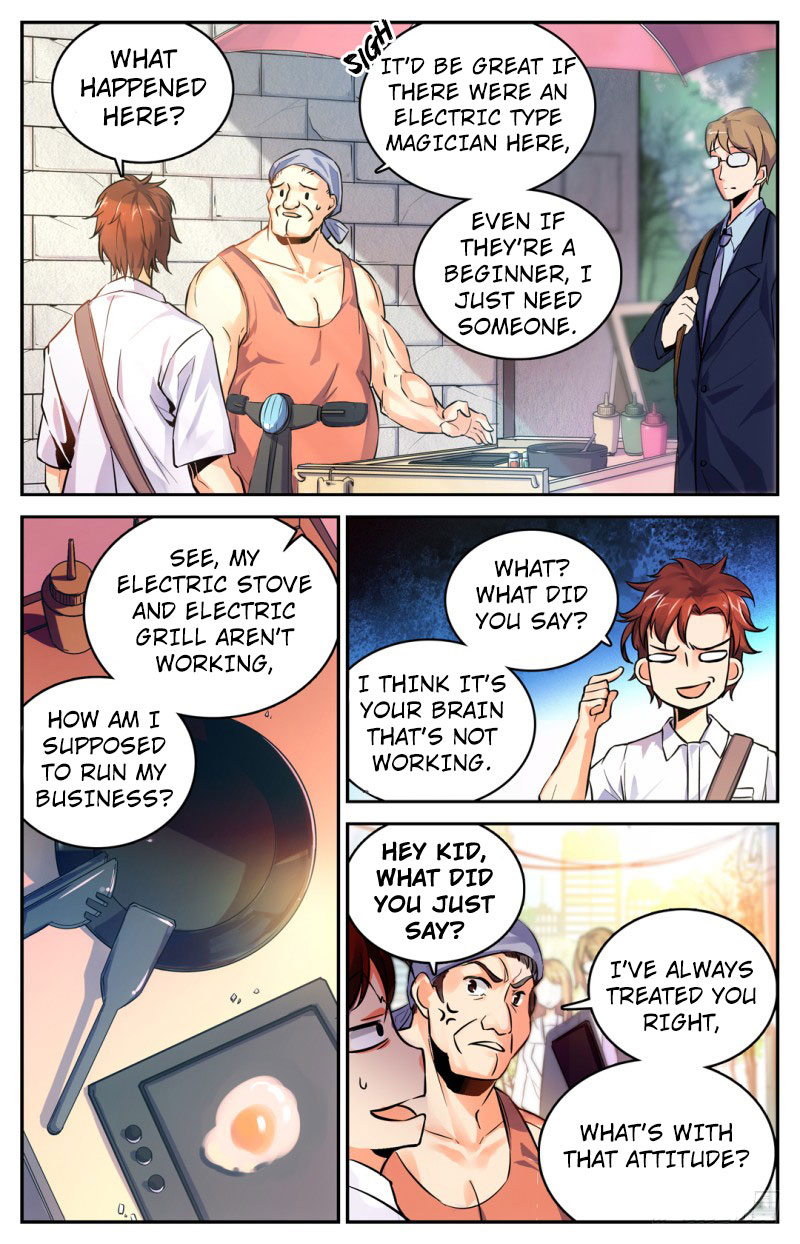 WHAT
HAPPENED
HERE?
SIGH
IT'D BE GREAT IF
THERE WERE AN
ELECTRIC TYPE
MAGICIAN HERE,
EVEN IF
THEY'RE A
BEGINNER, I
JUST NEED
SOMEONE.
SEE, MY
ELECTRIC STOVE
AND ELECTRIC
GRILL AREN'T
WORKING,
HOW AM I
SUPPOSED
TO RUN MY
BUSINESS?
WHAT?
WHAT DID
YOU SAY?
I THINK IT'S
YOUR BRAIN
THAT'S NOT
WORKING.
HEY KID,
WHAT DID
YOU JUST
SAY?
I'VE ALWAYS
TREATED YOU
RIGHT,
WHAT'S WITH
THAT ATTITUDE?